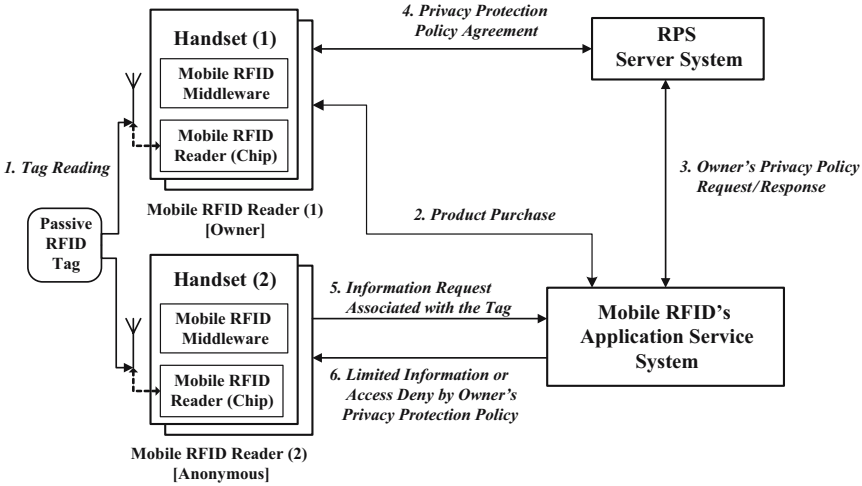 Handset (1)
Mobile RFID
Middleware
Mobile RFID
Reader (Chip)
Mobile RFID Reader (1)
[Owner]
4. Privacy Protection
Policy Agreement
RPS
Server System
1. Tag Reading
Passive
RFID
Tag
2. Product Purchase
3. Owner's Privacy Policy
Request/Response
Handset (2)
Mobile RFID
Middleware
Mobile RFID
Reader (Chip)
Mobile RFID Reader (2)
[Anonymous]
5. Information Request
Associated with the Tag
6. Limited Information or
Access Deny by Owner's
Privacy Protection Policy
Mobile RFID's
Application Service
System